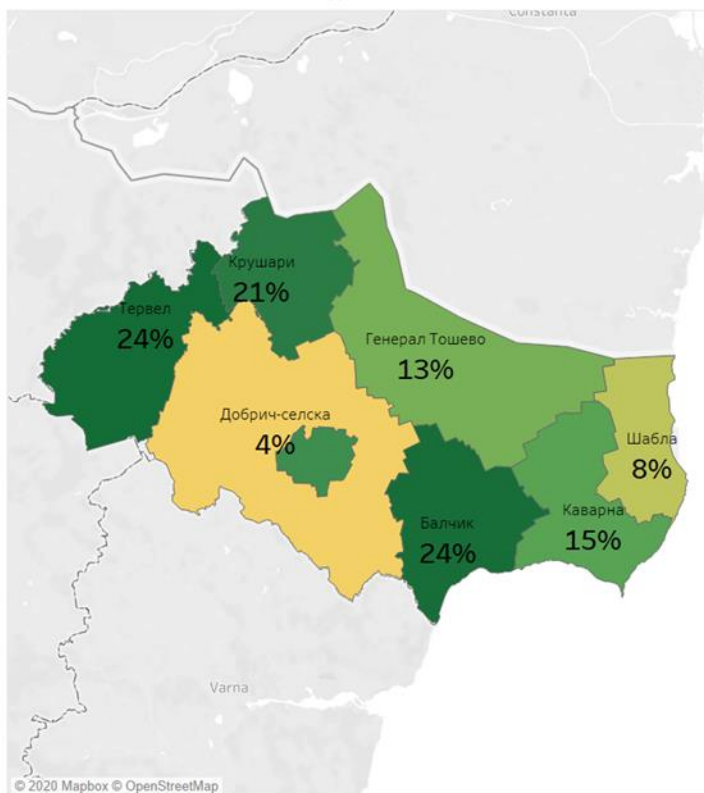 Constanta
Крушари
21%
Тервел
24%
Генерал Тошево
13%
Добрич-селска
4%
Шабла
8%
Балчик
24%
Каварна
15%
Varna
© 2020 Mapbox © OpenStreetMap